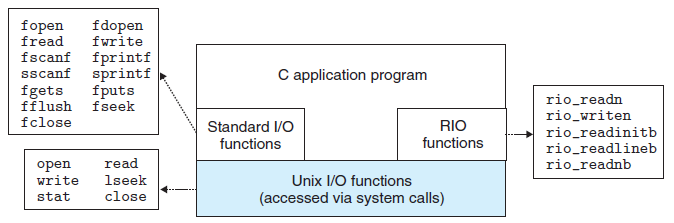 fopen fdopen
fread fwrite
fscanf fprintf
sscanf sprintf
fgets fputs
fflush fseek
fclose
C application program
Standard I/O
functions
RIO
functions
rio_readn
rio_writen
rio_readinitb
rio_readlineb
rio_readnb
open read
write lseek
stat close
Unix I/O functions
(accessed via system calls)